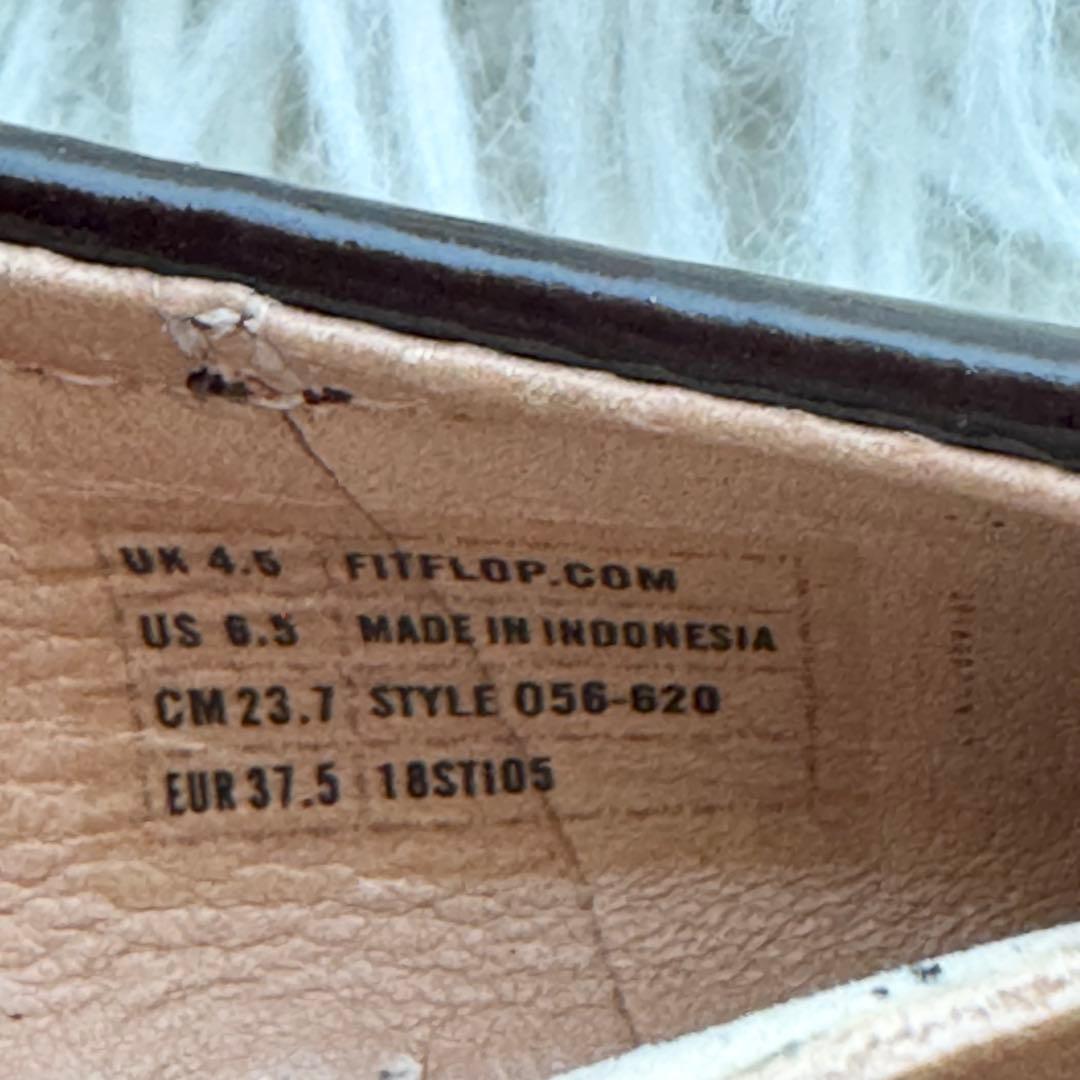 UK 4.5 FITFLOP.COM
US 6.5 MADE IN INDONESIA
CM 23.7 STYLE 056-620
EUR 37.5 18STI05